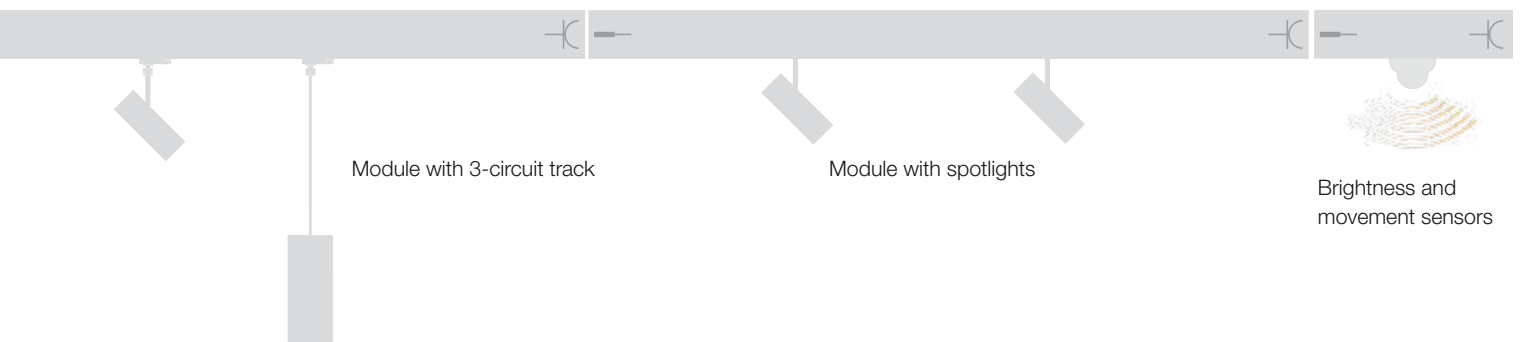 Module with 3-circuit track
Module with spotlights
Brightness and
movement sensors